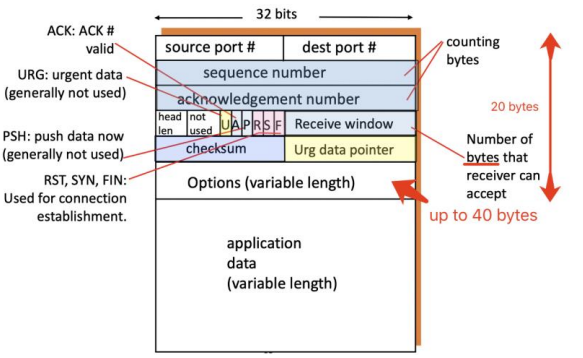 32 bits
ACK: ACK #
valid
source port #
dest port #
counting
bytes
URG: urgent data
(generally not used)
sequence number
acknowledgement number
20 bytes
head
len
not
used
U A P R S F
Receive window
PSH: push data now
(generally not used)
checksum
Urg data pointer
Number of
bytes that
receiver can
accept
RST, SYN, FIN:
Used for connection
establishment.
Options (variable length)
up to 40 bytes
application
data
(variable length)